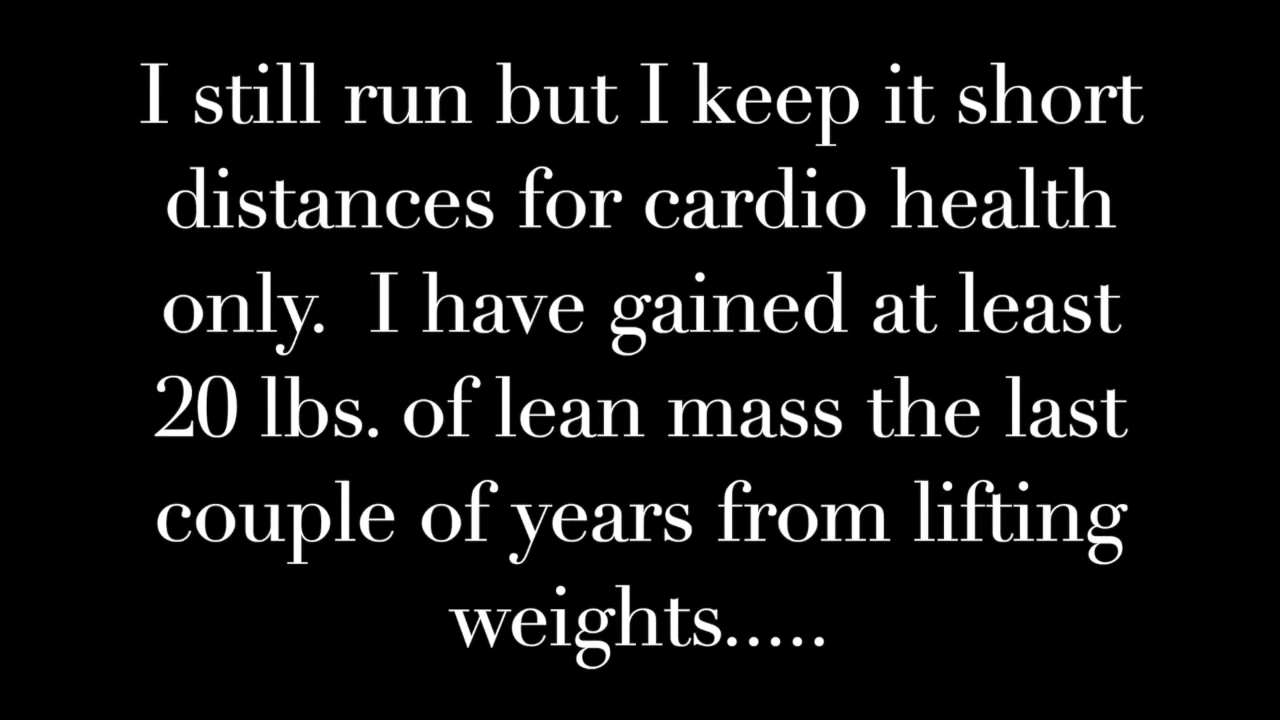 I still run but I keep it short
distances for cardio health
only.  I have gained at least
20 lbs. of lean mass the last
couple of years from lifting
weights.....